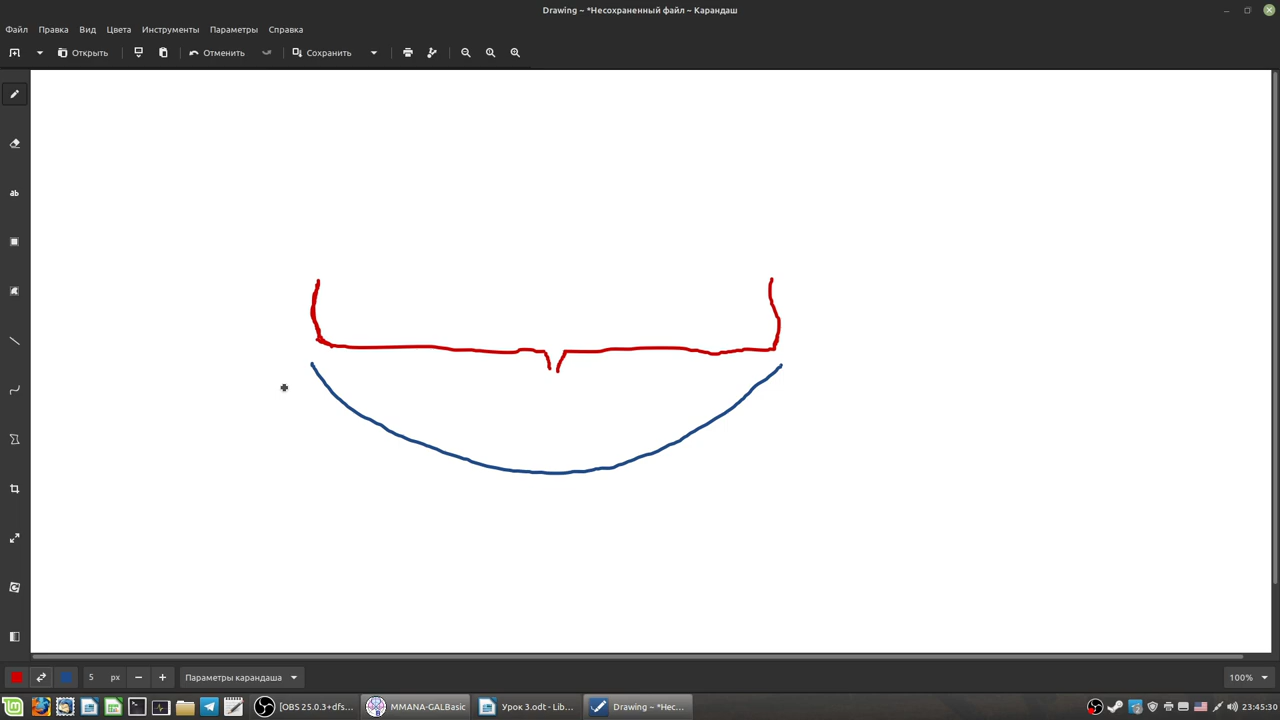 Drawing ~ *Несохраненный файл ~ Карандаш
Файл Правка Вид Цвета Инструменты Параметры Справка
Открыть Отменить Сохранить
ab
5 px Параметры карандаша 100%
[OBS 25.0.3+dfs... MMANA-GALBasic Урок 3.odt - Lib... Drawing ~ *Нес... 23:45:30